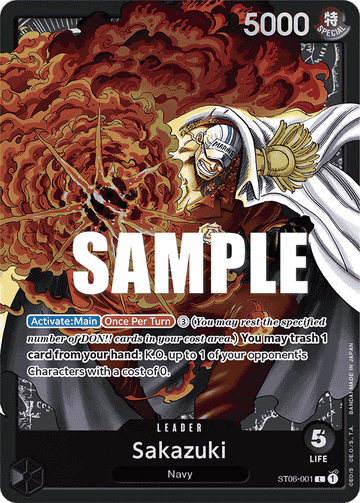 5000 特
SPECIAL
SAMPLE
Activate:Main Once Per Turn ③ (You may rest the specified
number of DON!! cards in your cost area.) You may trash 1
card from your hand: K.O. up to 1 of your opponent's
Characters with a cost of 0.
LEADER
Sakazuki
Navy
5
LIFE
ST06-001 L 1
©E.O./S.,T.A. BANDAI MADE IN JAPAN